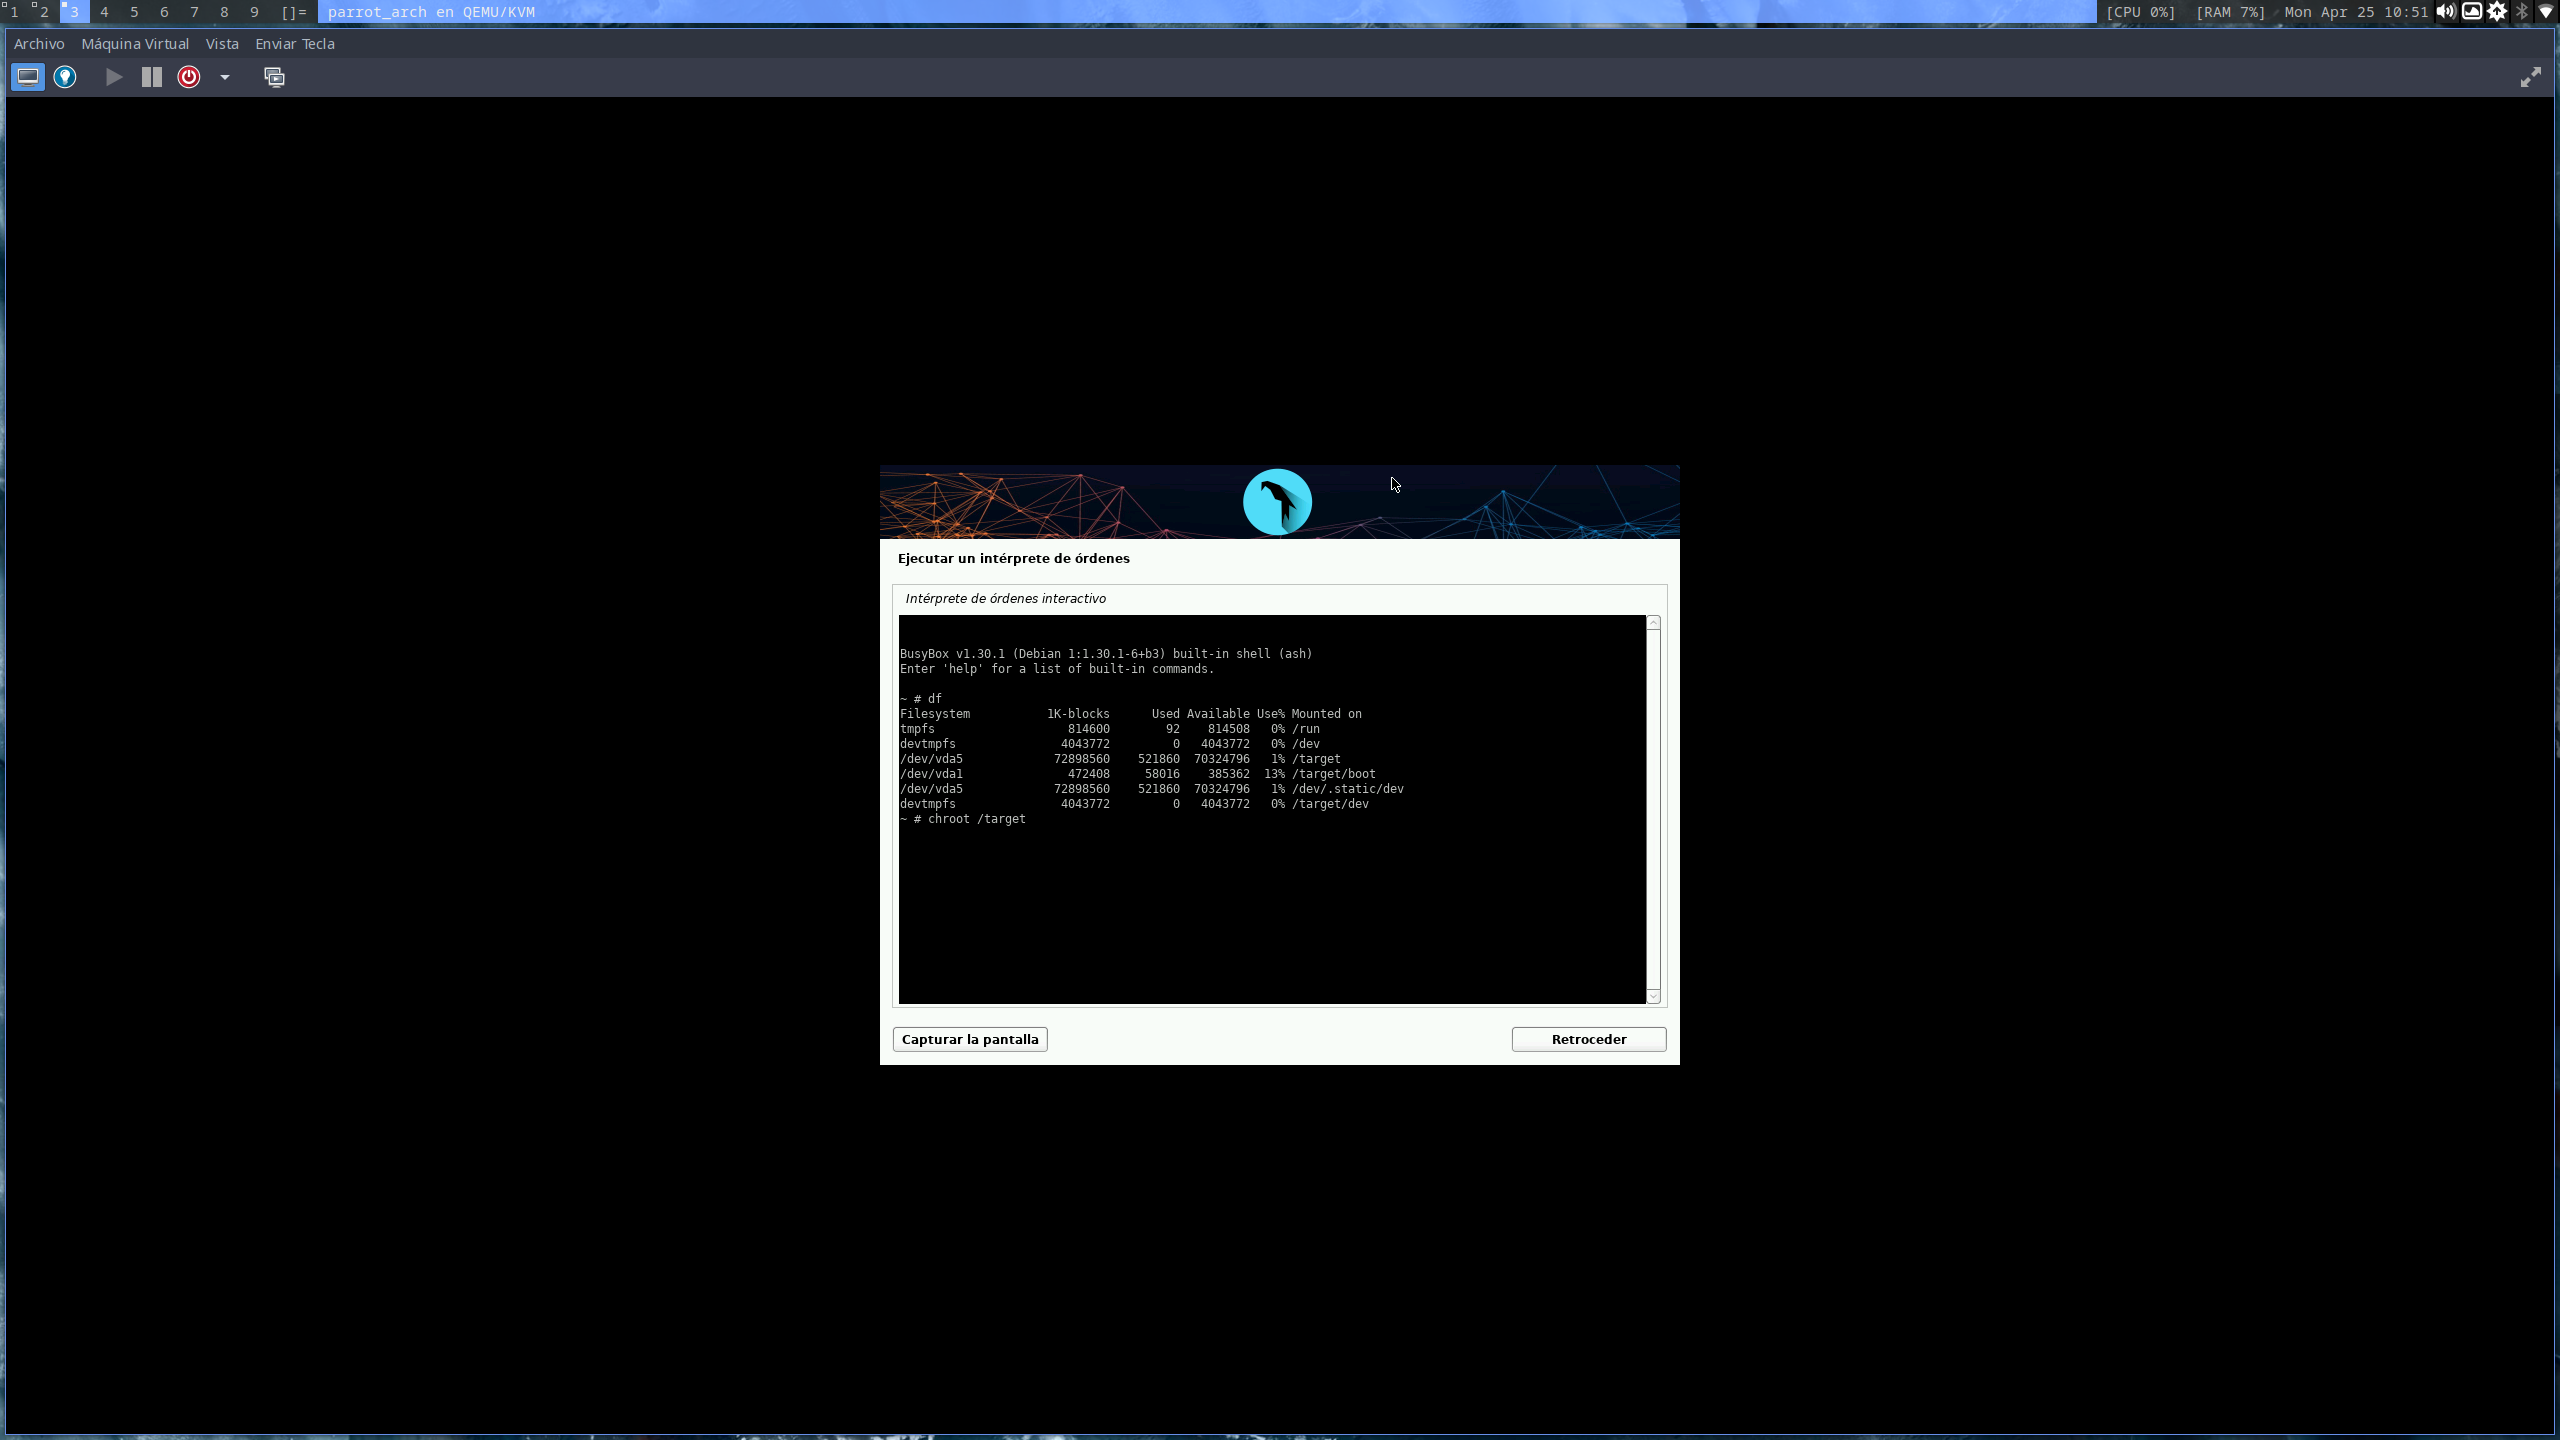 1 2 3 4 5 6 7 8 9 []= parrot_arch en QEMU/KVM [CPU 0%] [RAM 7%] Mon Apr 25 10:51
Archivo Máquina Virtual Vista Enviar Tecla
Ejecutar un intérprete de órdenes
Intérprete de órdenes interactivo
BusyBox v1.30.1 (Debian 1:1.30.1-6+b3) built-in shell (ash)
Enter 'help' for a list of built-in commands.
~ # df
Filesystem 1K-blocks Used Available Use% Mounted on
tmpfs 814600 92 814508 0% /run
devtmpfs 4043772 0 4043772 0% /dev
/dev/vda5 72898560 521860 70324796 1% /target
/dev/vda1 472408 58016 385362 13% /target/boot
/dev/vda5 72898560 521860 70324796 1% /dev/.static/dev
devtmpfs 4043772 0 4043772 0% /target/dev
~ # chroot /target
Capturar la pantalla Retroceder